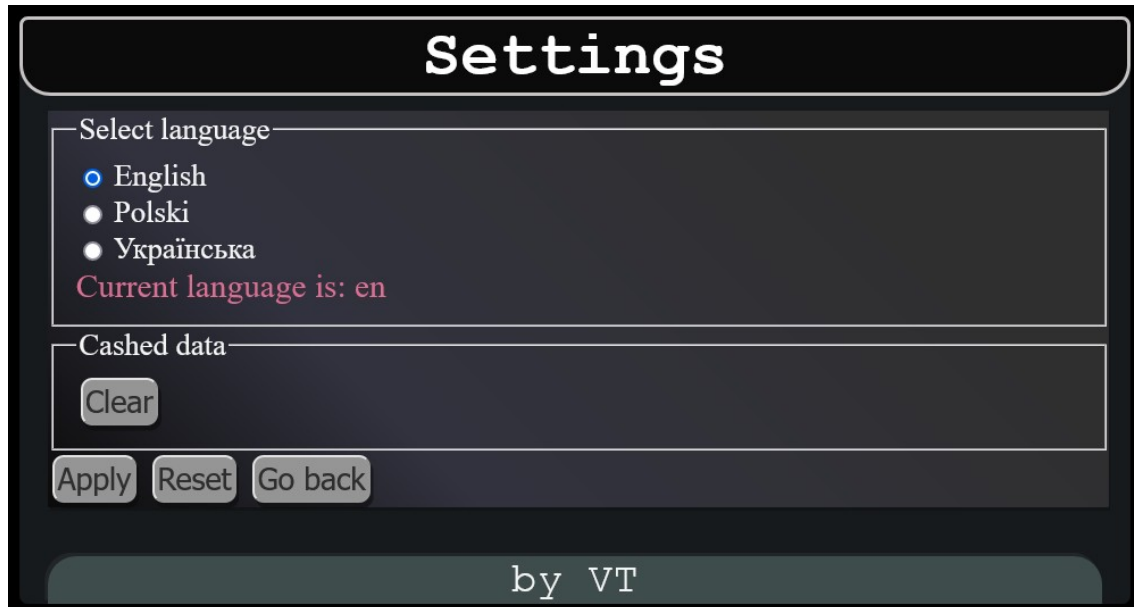 Settings
Select language
English
Polski
Українська
Current language is: en
Cashed data
Clear
Apply Reset Go back
by VT